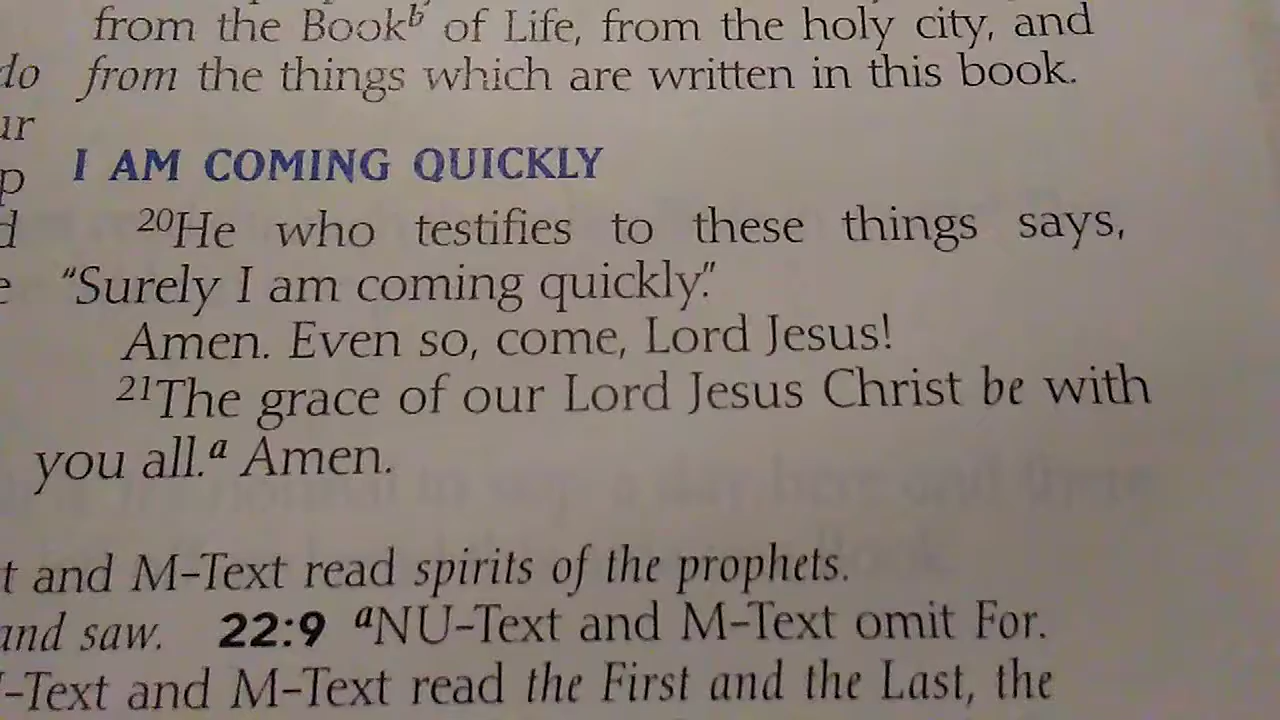 from the Bookᵇ of Life, from the holy city, and
do from the things which are written in this book.
ur
p I AM COMING QUICKLY
d ²⁰He who testifies to these things says,
e “Surely I am coming quickly.”
Amen. Even so, come, Lord Jesus!
²¹The grace of our Lord Jesus Christ be with
you all.ᵃ Amen.
t and M–Text read spirits of the prophets.
and saw. 22:9 ᵃNU–Text and M–Text omit For.
–Text and M–Text read the First and the Last, the